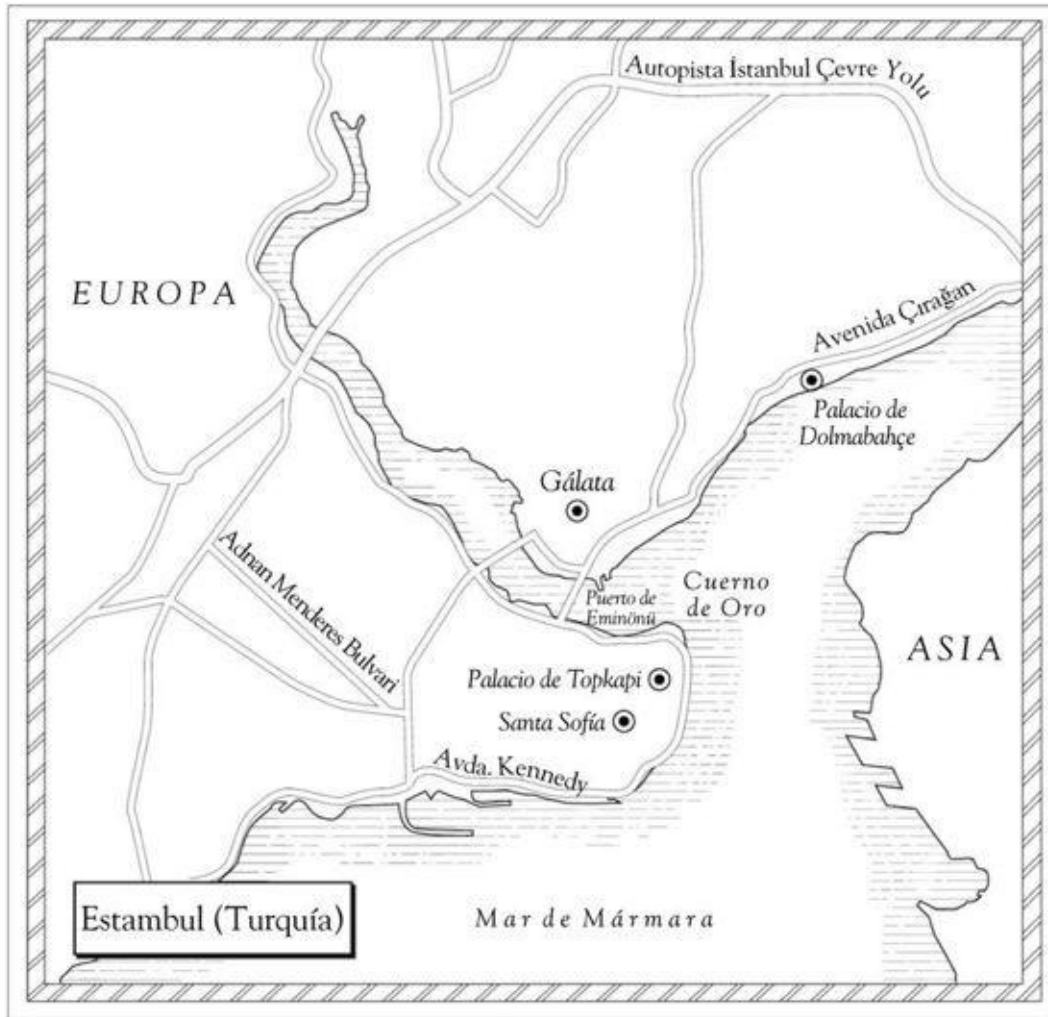 Autopista İstanbul Çevre Yolu
EUROPA
Avenida Çırağan
Palacio de
Dolmabahçe
Gálata
Adnan Menderes Bulvari
Puerto de
Eminönü
Cuerno
de Oro
ASIA
Palacio de Topkapi
Santa Sofía
Avda. Kennedy
Estambul (Turquía)
Mar de Mármara